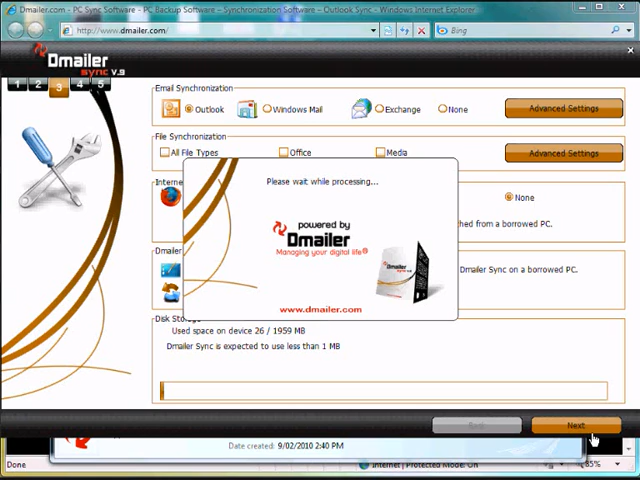 Dmailer.com - PC Sync Software - PC Backup Software - Synchronization Software - Outlook Sync - Windows Internet Explorer
http://www.dmailer.com/
Bing
Dmailer
sync v.9
1 2 3 4 5
Email Synchronization
Outlook Windows Mail Exchange None
Advanced Settings
File Synchronization
All File Types Office Media
Advanced Settings
Please wait while processing...
Intern
None
powered by
Dmailer
Managing your digital life
ched from a borrowed PC.
Dmailer
Dmailer Sync on a borrowed PC.
www.dmailer.com
Disk Stor
Used space on device 26 / 1959 MB
Dmailer Sync is expected to use less than 1 MB
Next
Date created: 9/02/2010 2:40 PM
Done
Internet | Protected Mode: On
85%